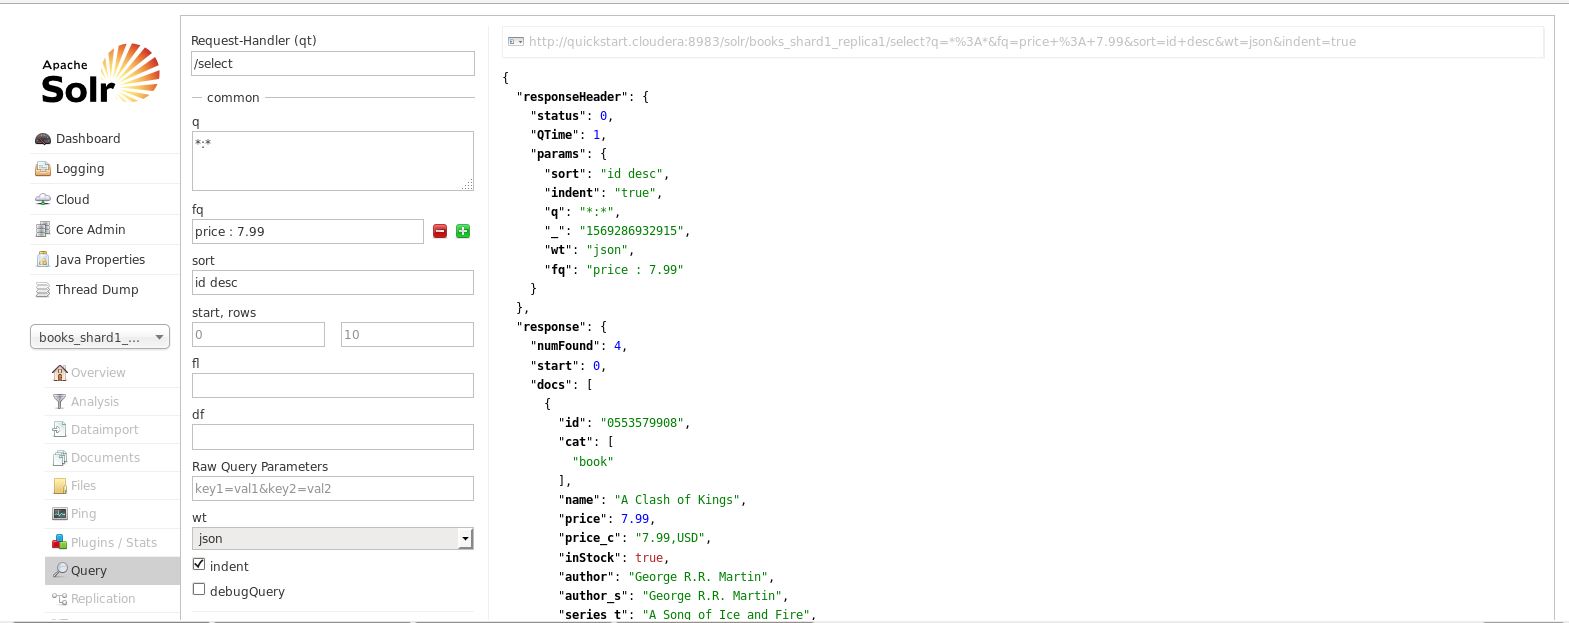 Apache
Solr
Dashboard
Logging
Cloud
Core Admin
Java Properties
Thread Dump
books_shard1_...
Overview
Analysis
Dataimport
Documents
Files
Ping
Plugins / Stats
Query
Replication
Request-Handler (qt)
/select
common
q
*:*
fq
price : 7.99
sort
id desc
start, rows
0 10
fl
df
Raw Query Parameters
key1=val1&key2=val2
wt
json
indent
debugQuery
http://quickstart.cloudera:8983/solr/books_shard1_replica1/select?q=*%3A*&fq=price+%3A+7.99&sort=id+desc&wt=json&indent=true
{
"responseHeader": {
"status": 0,
"QTime": 1,
"params": {
"sort": "id desc",
"indent": "true",
"q": "*:*",
"_": "1569286932915",
"wt": "json",
"fq": "price : 7.99"
}
},
"response": {
"numFound": 4,
"start": 0,
"docs": [
{
"id": "0553579908",
"cat": [
"book"
],
"name": "A Clash of Kings",
"price": 7.99,
"price_c": "7.99,USD",
"inStock": true,
"author": "George R.R. Martin",
"author_s": "George R.R. Martin",
"series_t": "A Song of Ice and Fire",